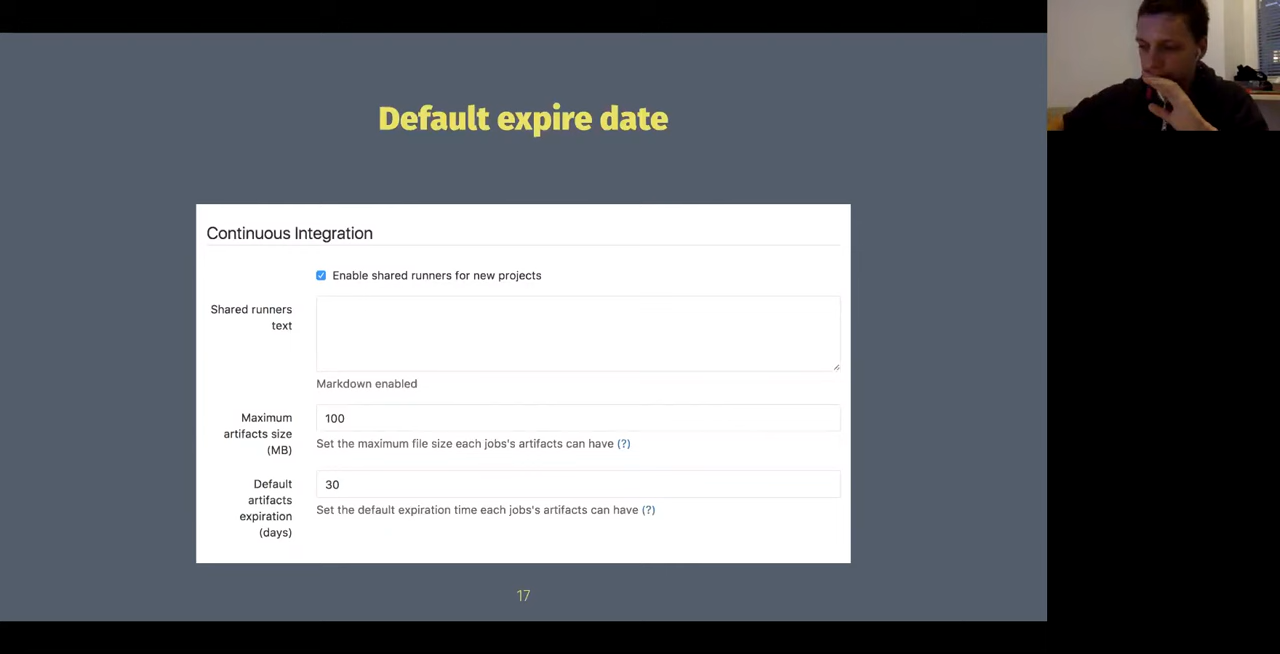 Default expire date
Continuous Integration
Enable shared runners for new projects
Shared runners
text
Markdown enabled
Maximum
artifacts size
(MB)
100
Set the maximum file size each jobs's artifacts can have (?)
Default
artifacts
expiration
(days)
30
Set the default expiration time each jobs's artifacts can have (?)
17